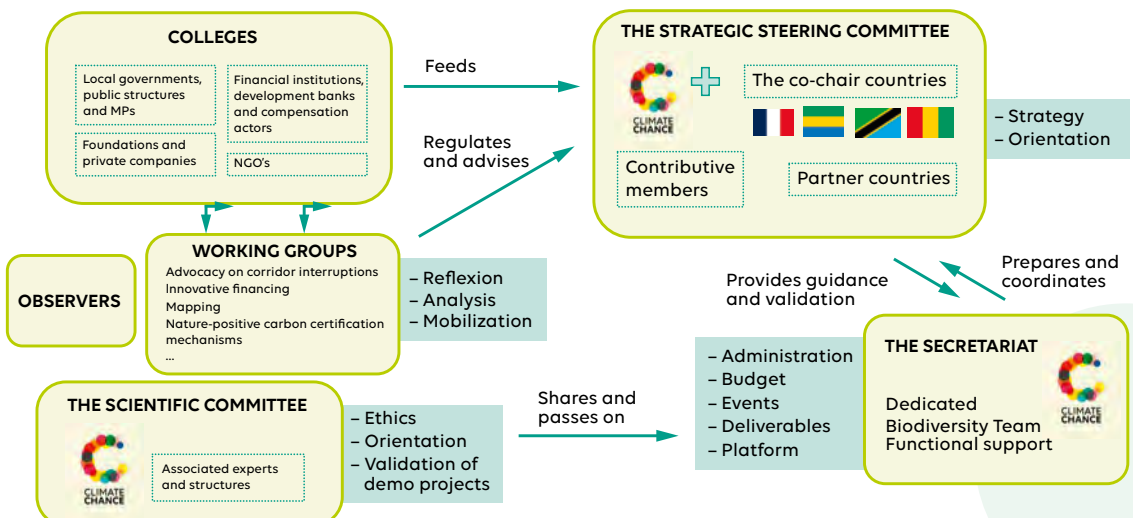 COLLEGES
Local governments,
public structures
and MPs
Financial institutions,
development banks
and compensation
actors
Foundations and
private companies
NGO's
Feeds
Regulates
and advises
THE STRATEGIC STEERING COMMITTEE
CLIMATE
CHANCE
The co-chair countries
Contributive
members
Partner countries
– Strategy
– Orientation
OBSERVERS
WORKING GROUPS
Advocacy on corridor interruptions
Innovative financing
Mapping
Nature-positive carbon certification
mechanisms
...
– Reflexion
– Analysis
– Mobilization
Provides guidance
and validation
Prepares and
coordinates
THE SCIENTIFIC COMMITTEE
CLIMATE
CHANCE
Associated experts
and structures
– Ethics
– Orientation
– Validation of
demo projects
Shares and
passes on
– Administration
– Budget
– Events
– Deliverables
– Platform
THE SECRETARIAT
Dedicated
Biodiversity Team
Functional support
CLIMATE
CHANCE